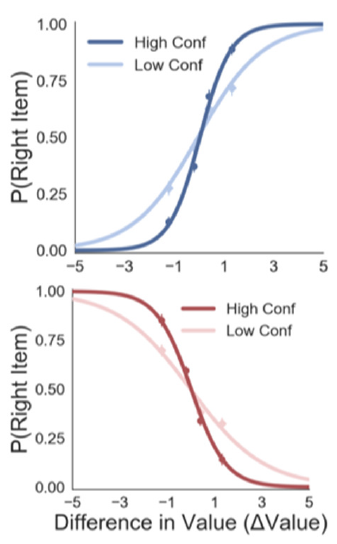 1.00
High Conf
Low Conf
0.75
0.50
0.25
0.00
−5 −3 −1 1 3 5
P(Right Item)
1.00
High Conf
Low Conf
0.75
0.50
0.25
0.00
−5 −3 −1 1 3 5
P(Right Item)
Difference in Value (ΔValue)